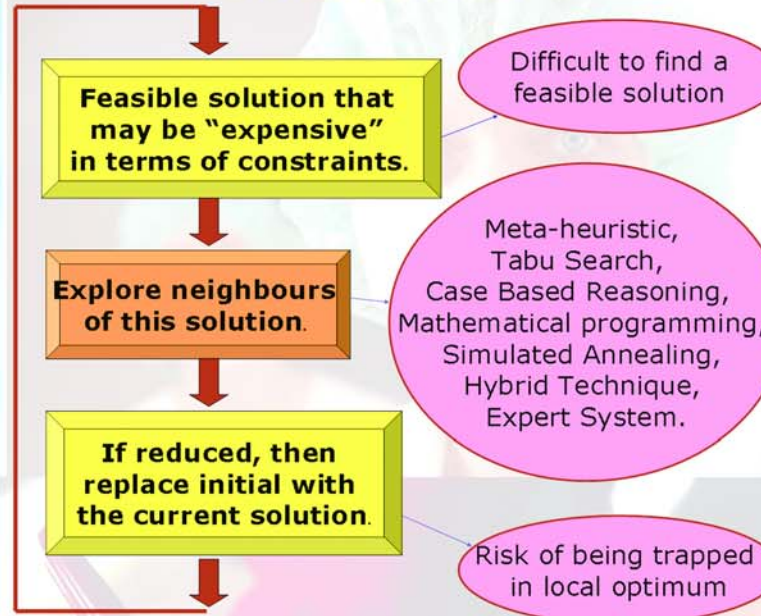 Feasible solution that
may be “expensive”
in terms of constraints.
Difficult to find a
feasible solution
Explore neighbours
of this solution.
Meta-heuristic,
Tabu Search,
Case Based Reasoning,
Mathematical programming,
Simulated Annealing,
Hybrid Technique,
Expert System.
If reduced, then
replace initial with
the current solution.
Risk of being trapped
in local optimum